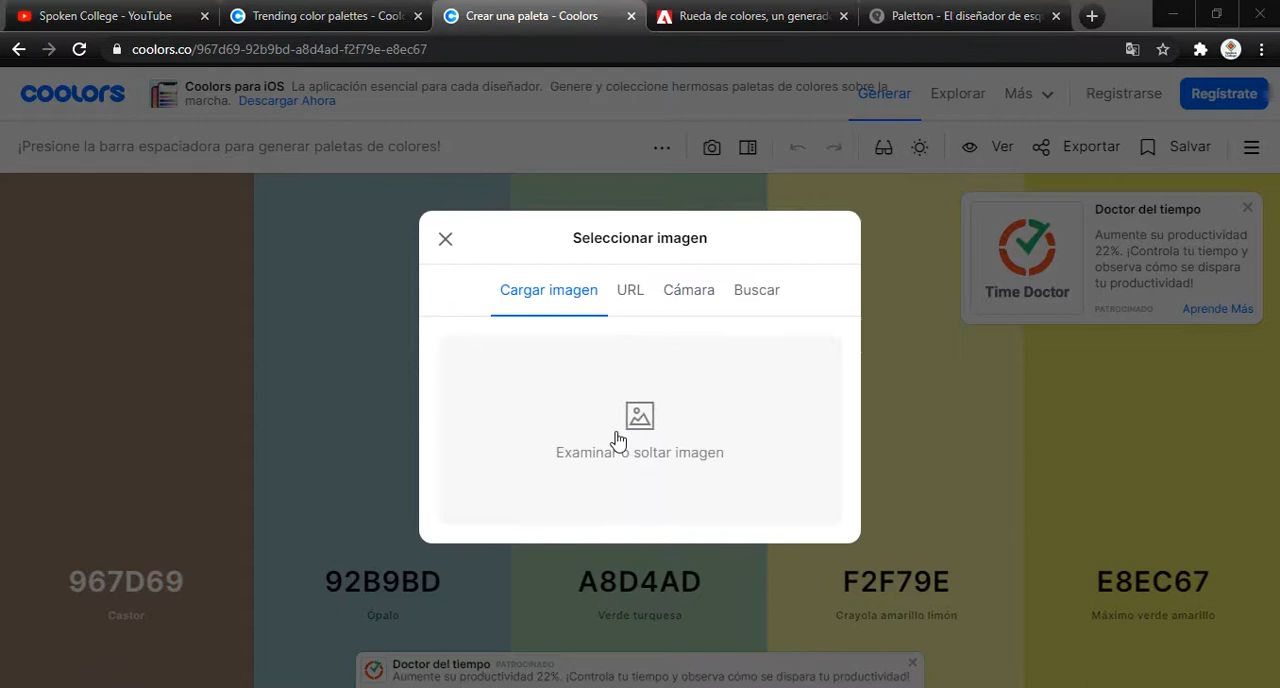 Spoken College - YouTube
Trending color palettes - Coolo
Crear una paleta - Coolors
Rueda de colores, un generado
Paletton - El diseñador de esq
coolors.co/967d69-92b9bd-a8d4ad-f2f79e-e8ec67
coolors
Coolors para iOS La aplicación esencial para cada diseñador. Genere y coleccione hermosas paletas de colores sobre la
marcha. Descargar Ahora
Generar
Explorar
Más
Registrarse
Regístrate
¡Presione la barra espaciadora para generar paletas de colores!
Ver
Exportar
Salvar
Seleccionar imagen
Cargar imagen
URL
Cámara
Buscar
Examinar o soltar imagen
Doctor del tiempo
Aumente su productividad
22%. ¡Controla tu tiempo y
observa cómo se dispara
tu productividad!
Time Doctor
PATROCINADO
Aprende Más
967D69
92B9BD
A8D4AD
F2F79E
E8EC67
Castor
Ópalo
Verde turquesa
Crayola amarillo limón
Máximo verde amarillo
Doctor del tiempo PATROCINADO
Aumente su productividad 22%. ¡Controla tu tiempo y observa cómo se dispara tu productividad!